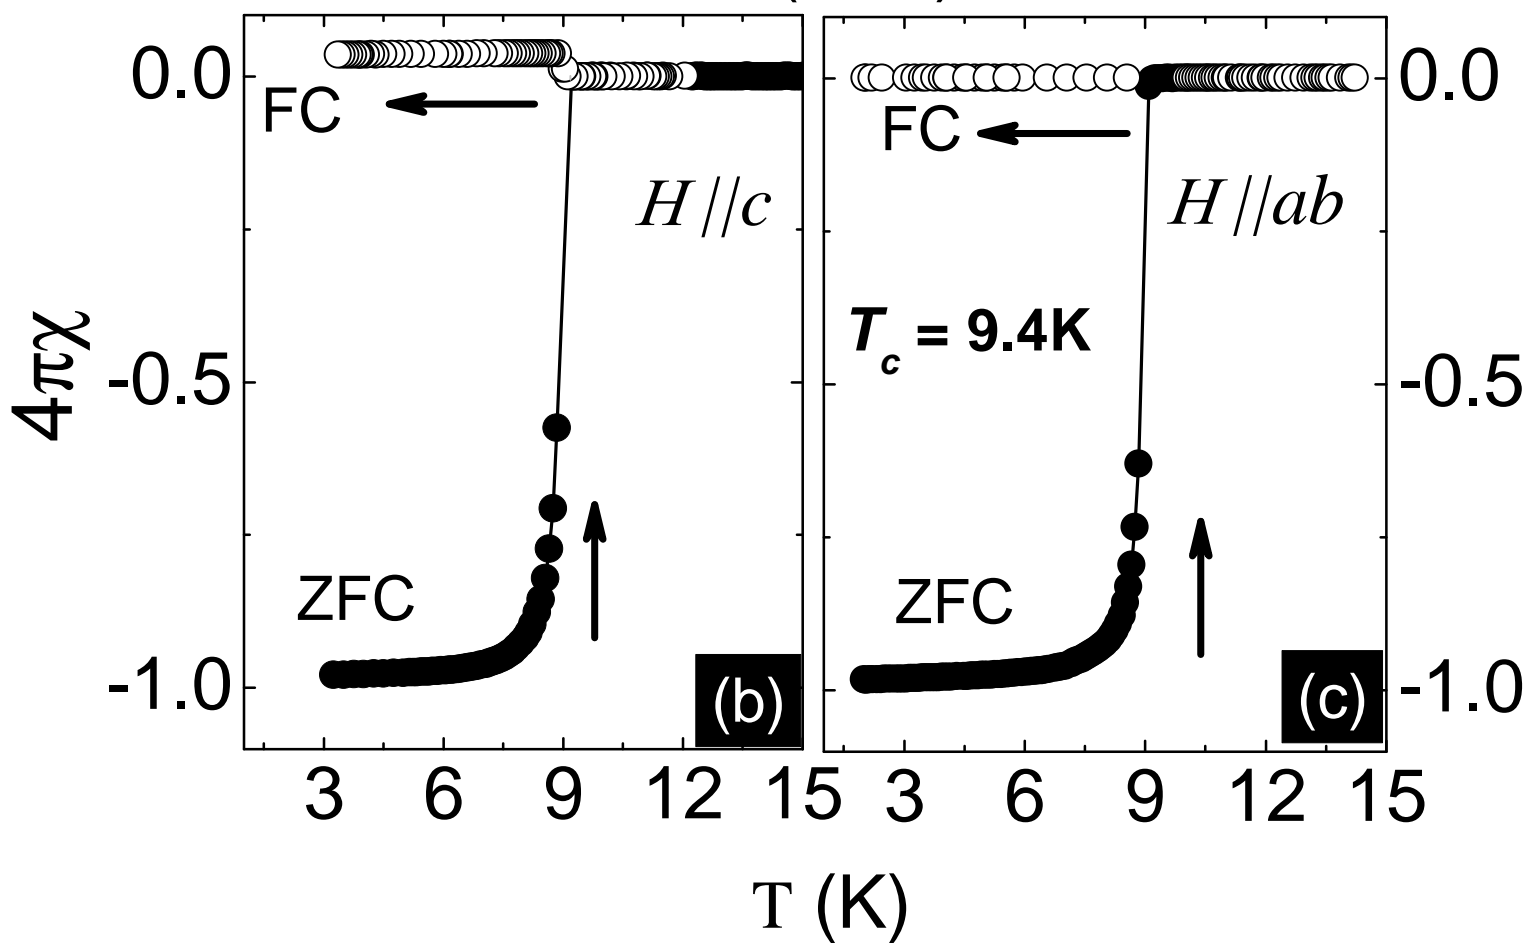 0.0
FC
H//c
4πχ
-0.5
ZFC
-1.0
(b)
3 6 9 12 15
0.0
FC
H//ab
T_c = 9.4K
-0.5
ZFC
-1.0
(c)
3 6 9 12 15
T (K)